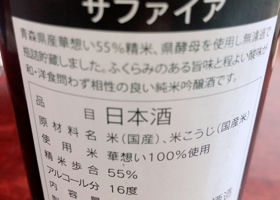 サファイア
青森県産華想い55%精米、県酵母を使用し無濾過で
瓶詰貯蔵しました。ふくらみのある旨味と程よい酸味が
和・洋食問わず相性の良い純米吟醸酒です。
品目 日本酒
原材料名 米(国産)、米こうじ(国産米)
使用米 華想い100%使用
精米歩合 55%
アルコール分 16度
内容